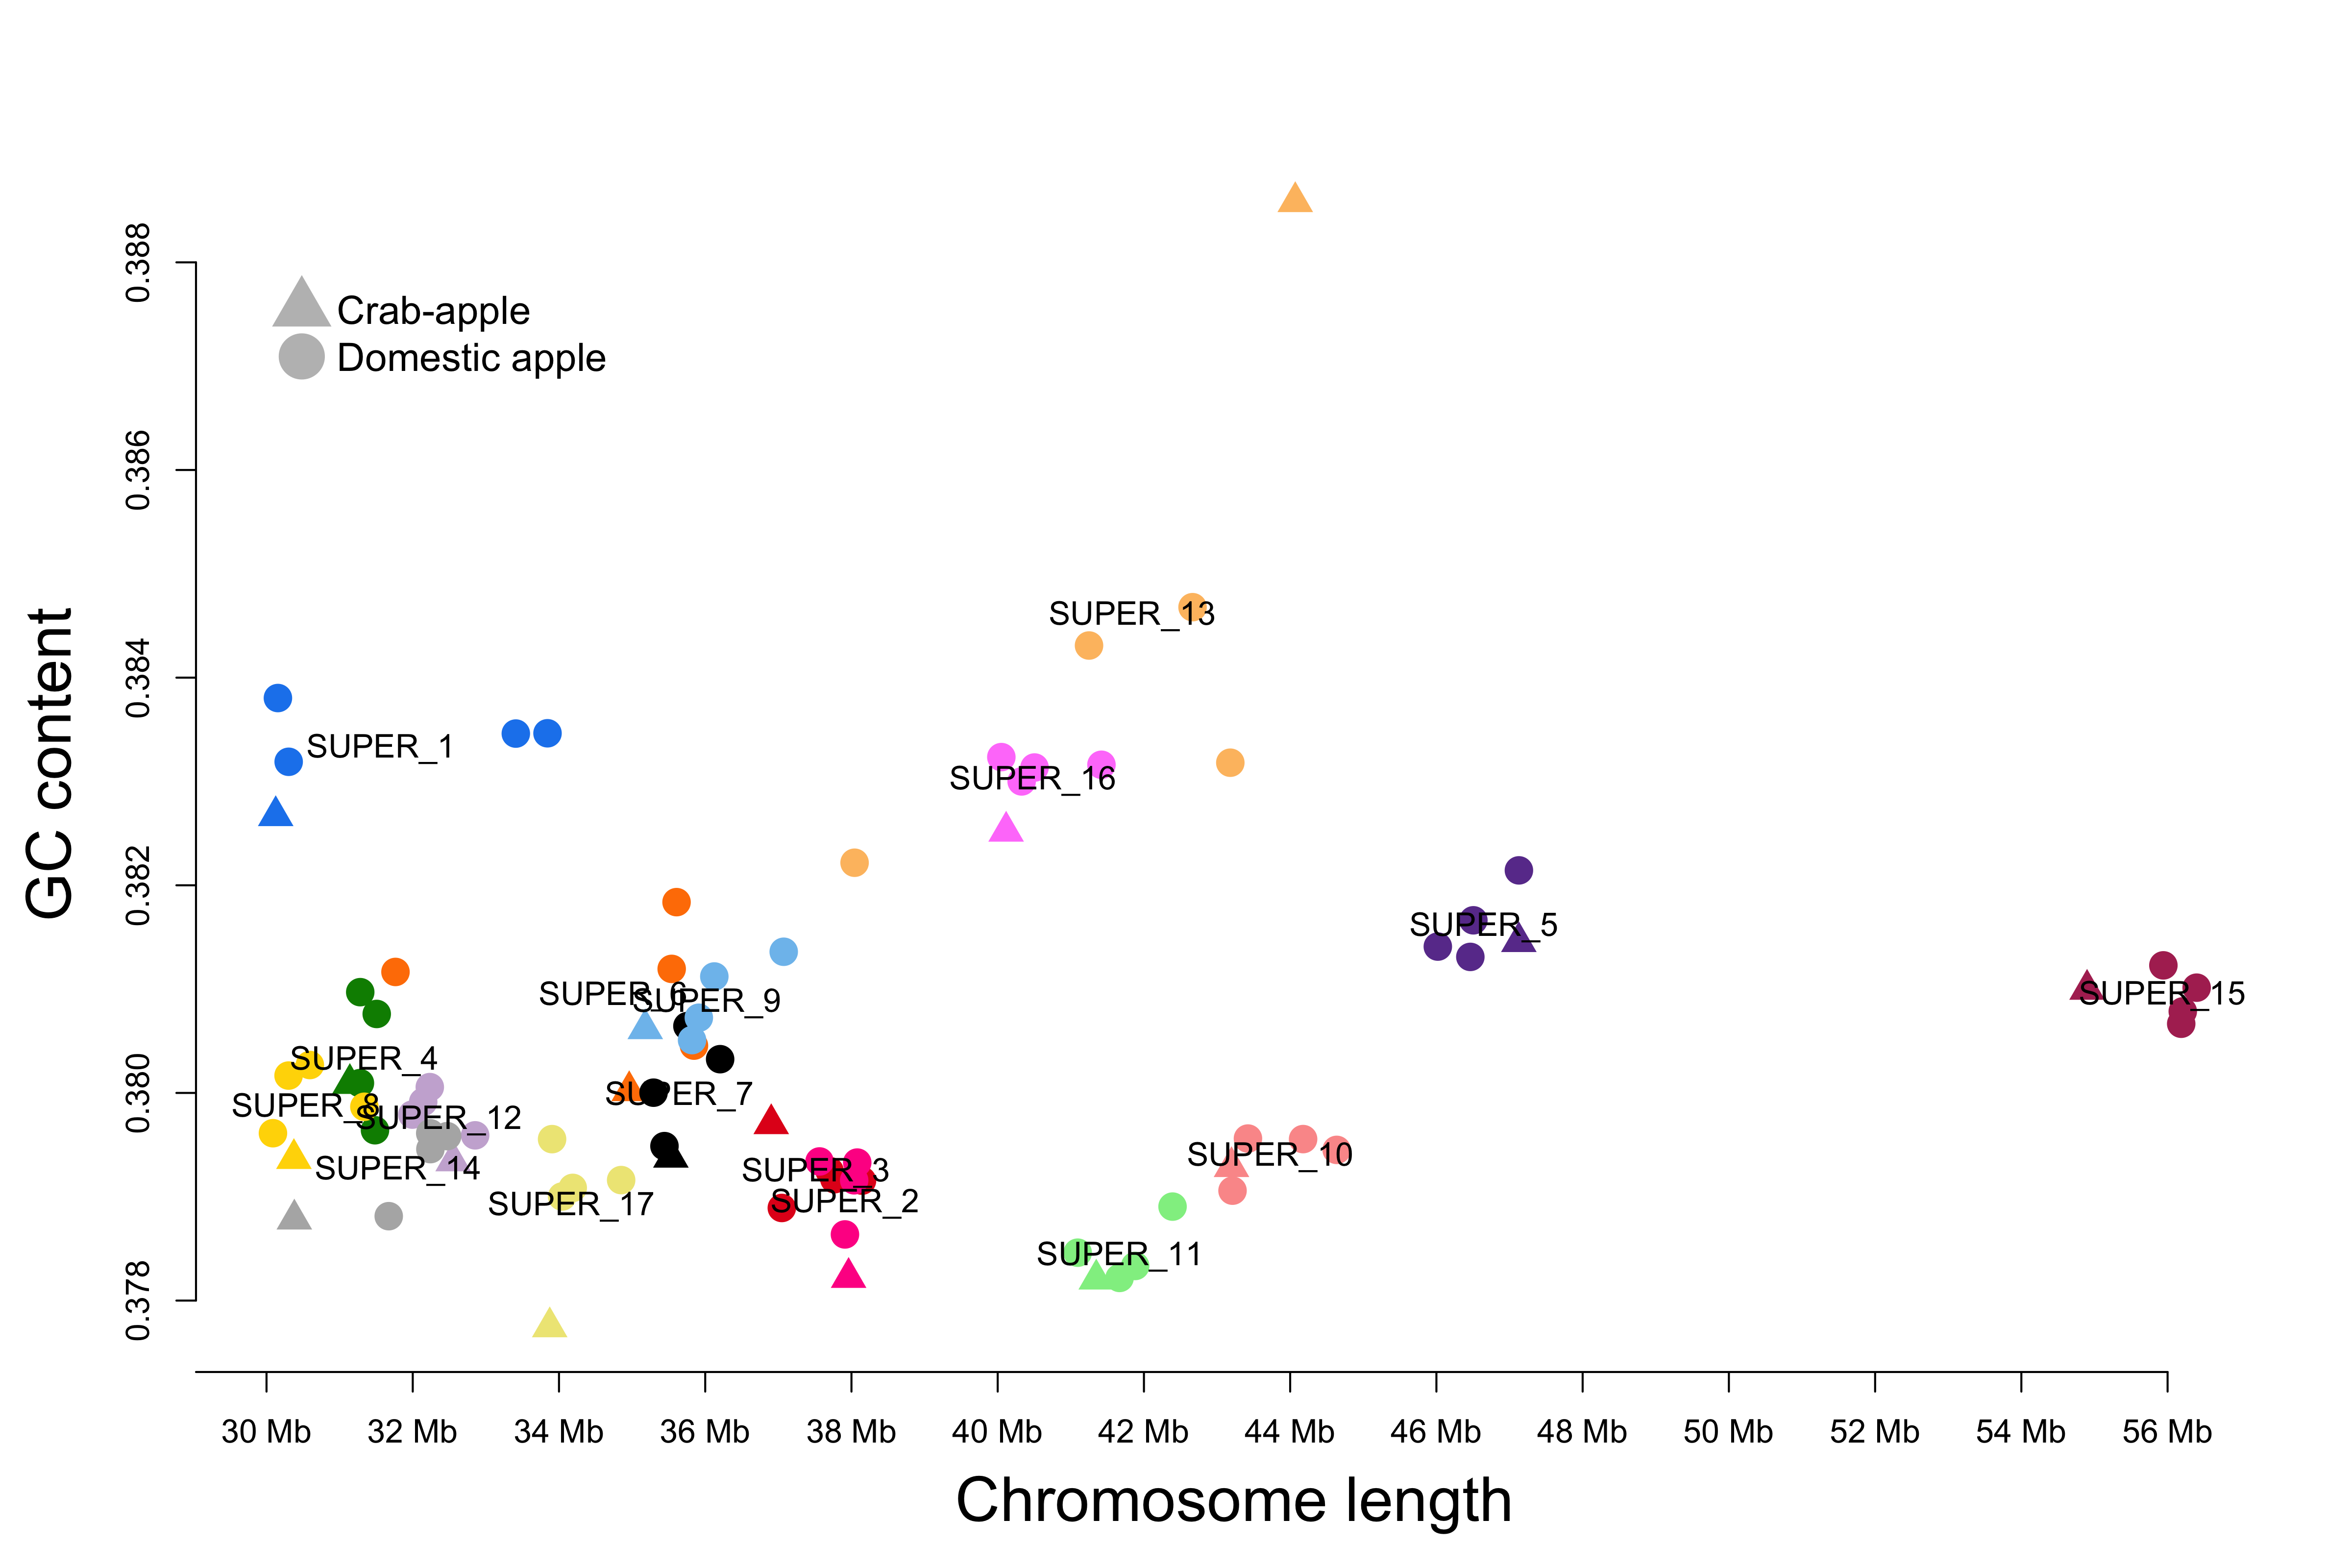 0.388
0.386
0.384
0.382
0.380
0.378
GC content
Crab-apple
Domestic apple
SUPER_13
SUPER_1
SUPER_16
SUPER_5
SUPER_6
SUPER_9
SUPER_15
SUPER_4
SUPER_7
SUPER_8
SUPER_12
SUPER_10
SUPER_14
SUPER_3
SUPER_17
SUPER_2
SUPER_11
30 Mb 32 Mb 34 Mb 36 Mb 38 Mb 40 Mb 42 Mb 44 Mb 46 Mb 48 Mb 50 Mb 52 Mb 54 Mb 56 Mb
Chromosome length